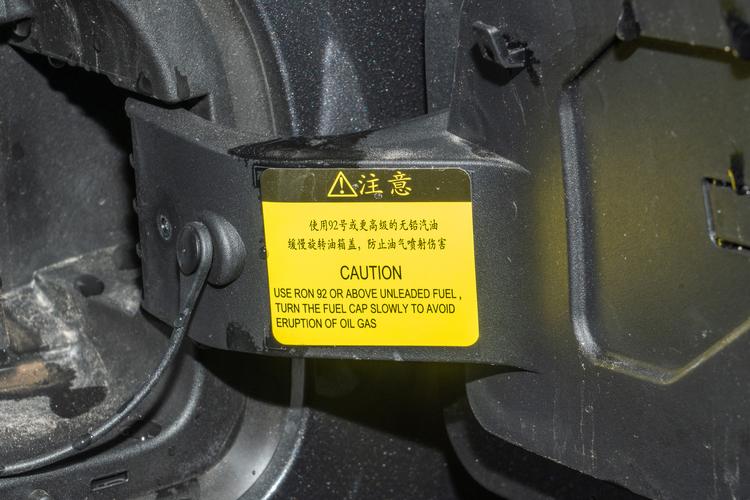 注意
使用92号或更高级的无铅汽油
缓慢旋转油箱盖，防止油气喷射伤害
CAUTION
USE RON 92 OR ABOVE UNLEADED FUEL ,
TURN THE FUEL CAP SLOWLY TO AVOID
ERUPTION OF OIL GAS